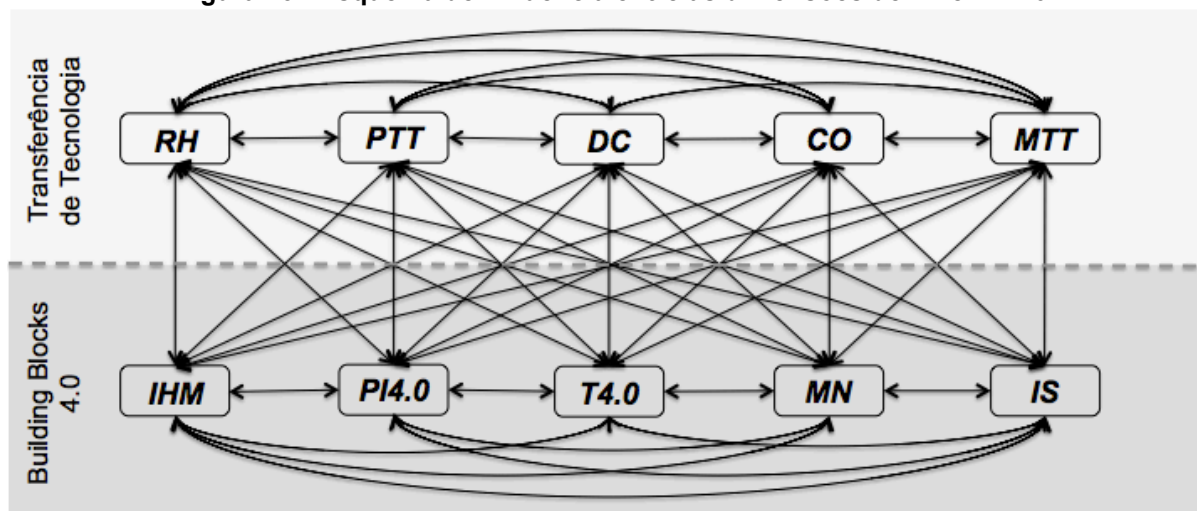 Transferência
de Tecnologia
RH
PTT
DC
CO
MTT
Building Blocks
4.0
IHM
PI4.0
T4.0
MN
IS